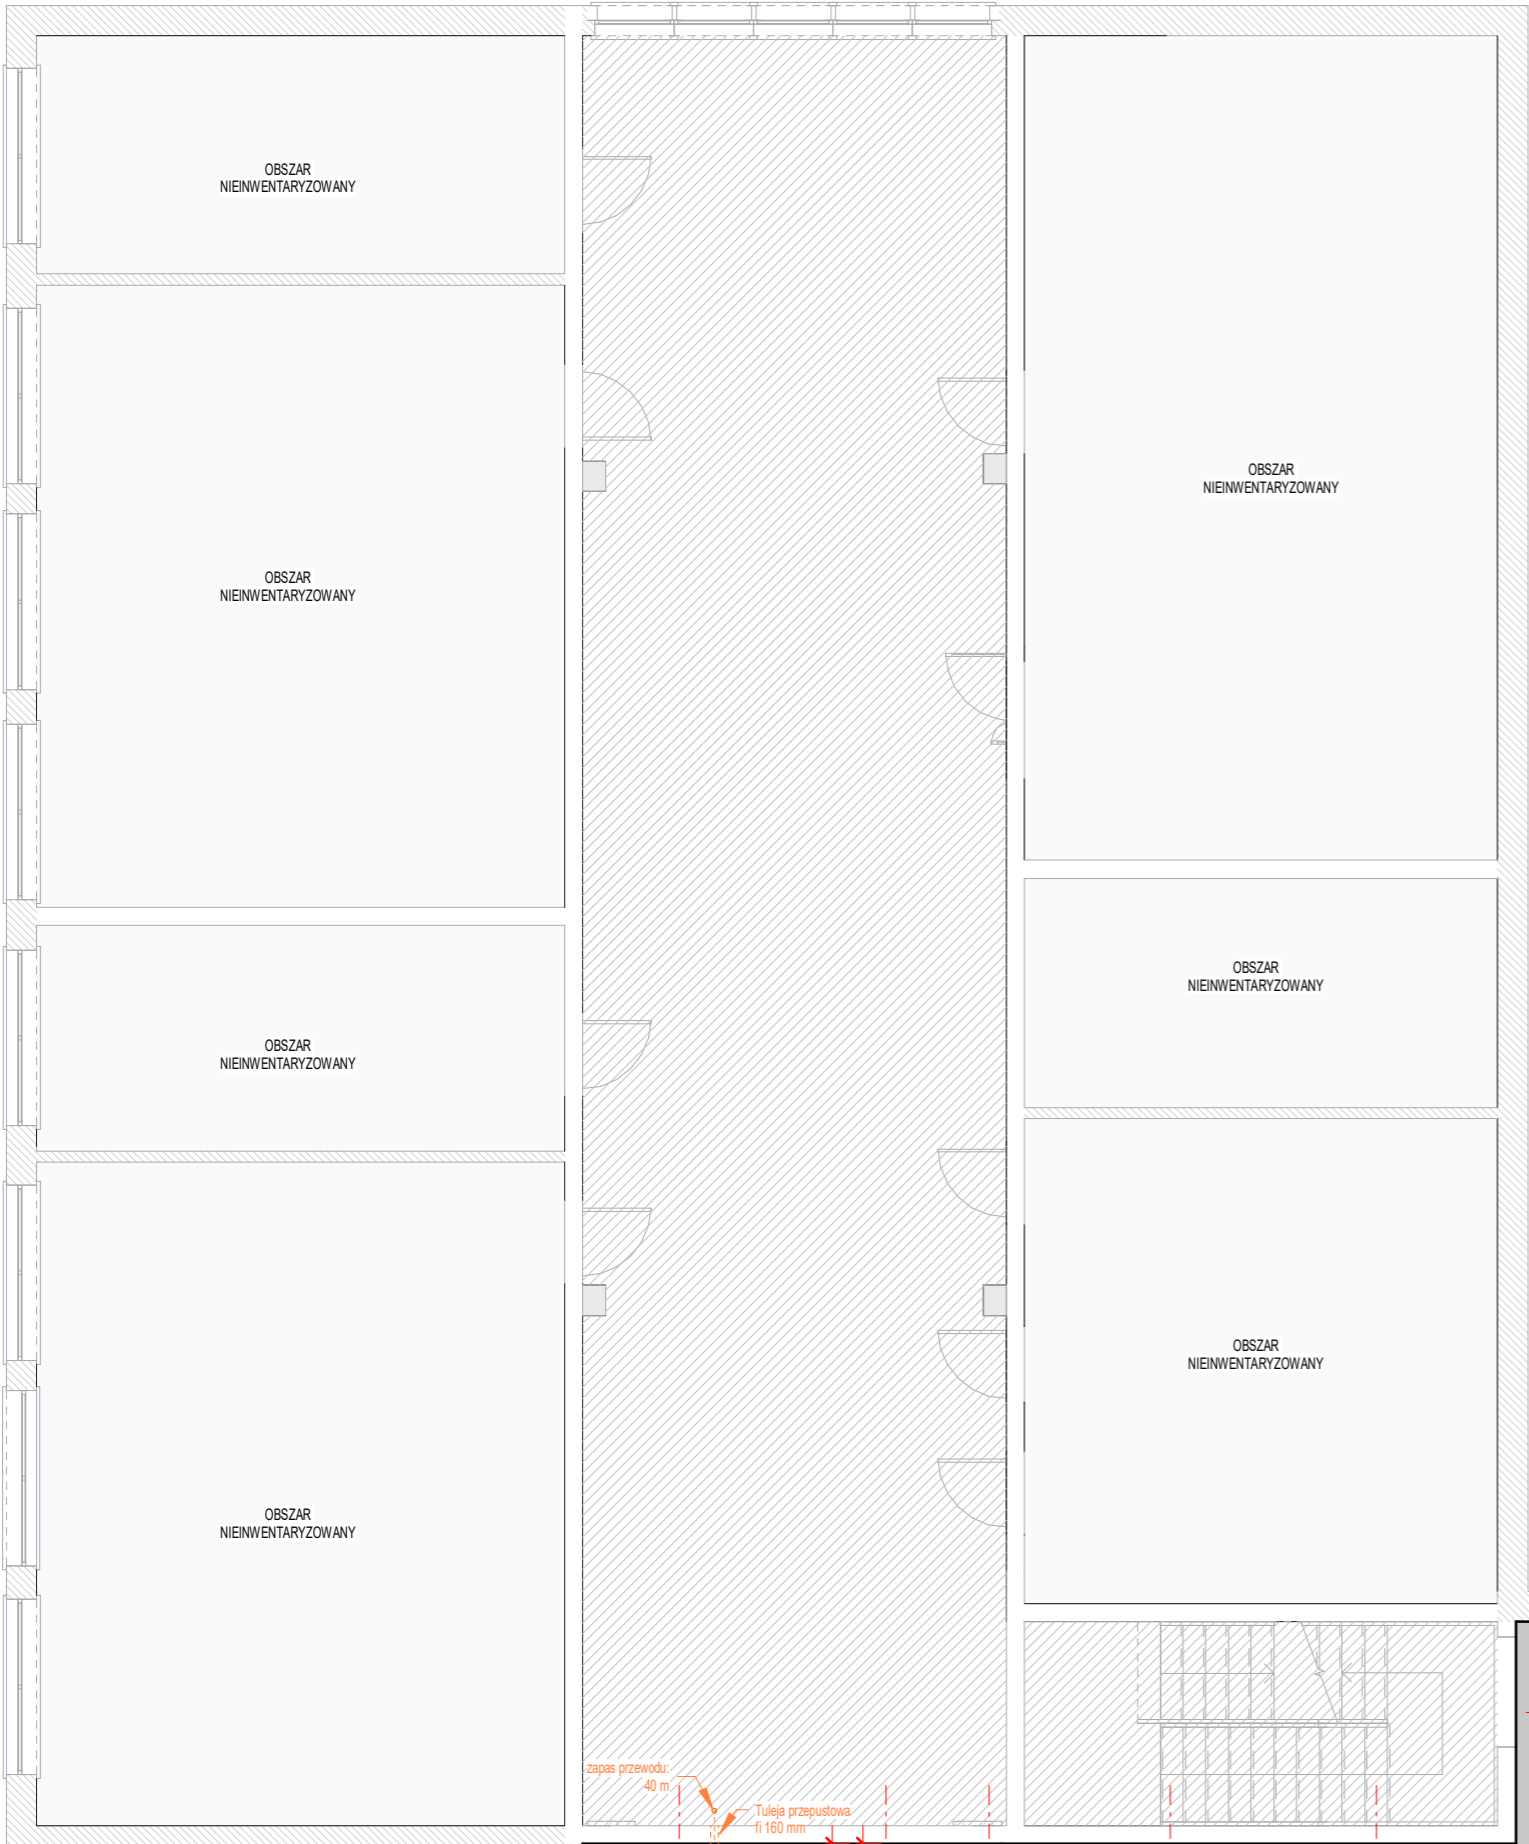 OBSZAR
NIEINWENTARYZOWANY
OBSZAR
NIEINWENTARYZOWANY
OBSZAR
NIEINWENTARYZOWANY
OBSZAR
NIEINWENTARYZOWANY
OBSZAR
NIEINWENTARYZOWANY
OBSZAR
NIEINWENTARYZOWANY
OBSZAR
NIEINWENTARYZOWANY
zapas przewodu:
40 m
Tuleja przepustowa
fi 160 mm